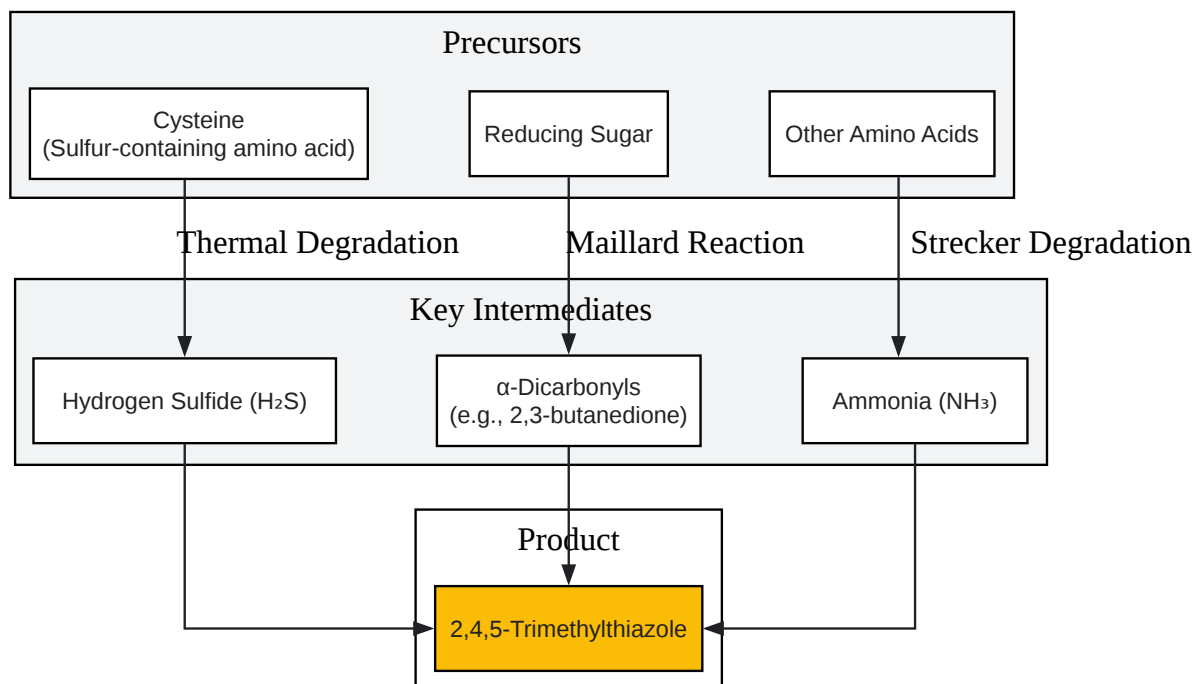 Precursors
Cysteine
(Sulfur-containing amino acid)
Reducing Sugar
Other Amino Acids
Thermal Degradation
Maillard Reaction
Strecker Degradation
Key Intermediates
Hydrogen Sulfide (H₂S)
α-Dicarbonyls
(e.g., 2,3-butanedione)
Ammonia (NH₃)
Product
2,4,5-Trimethylthiazole